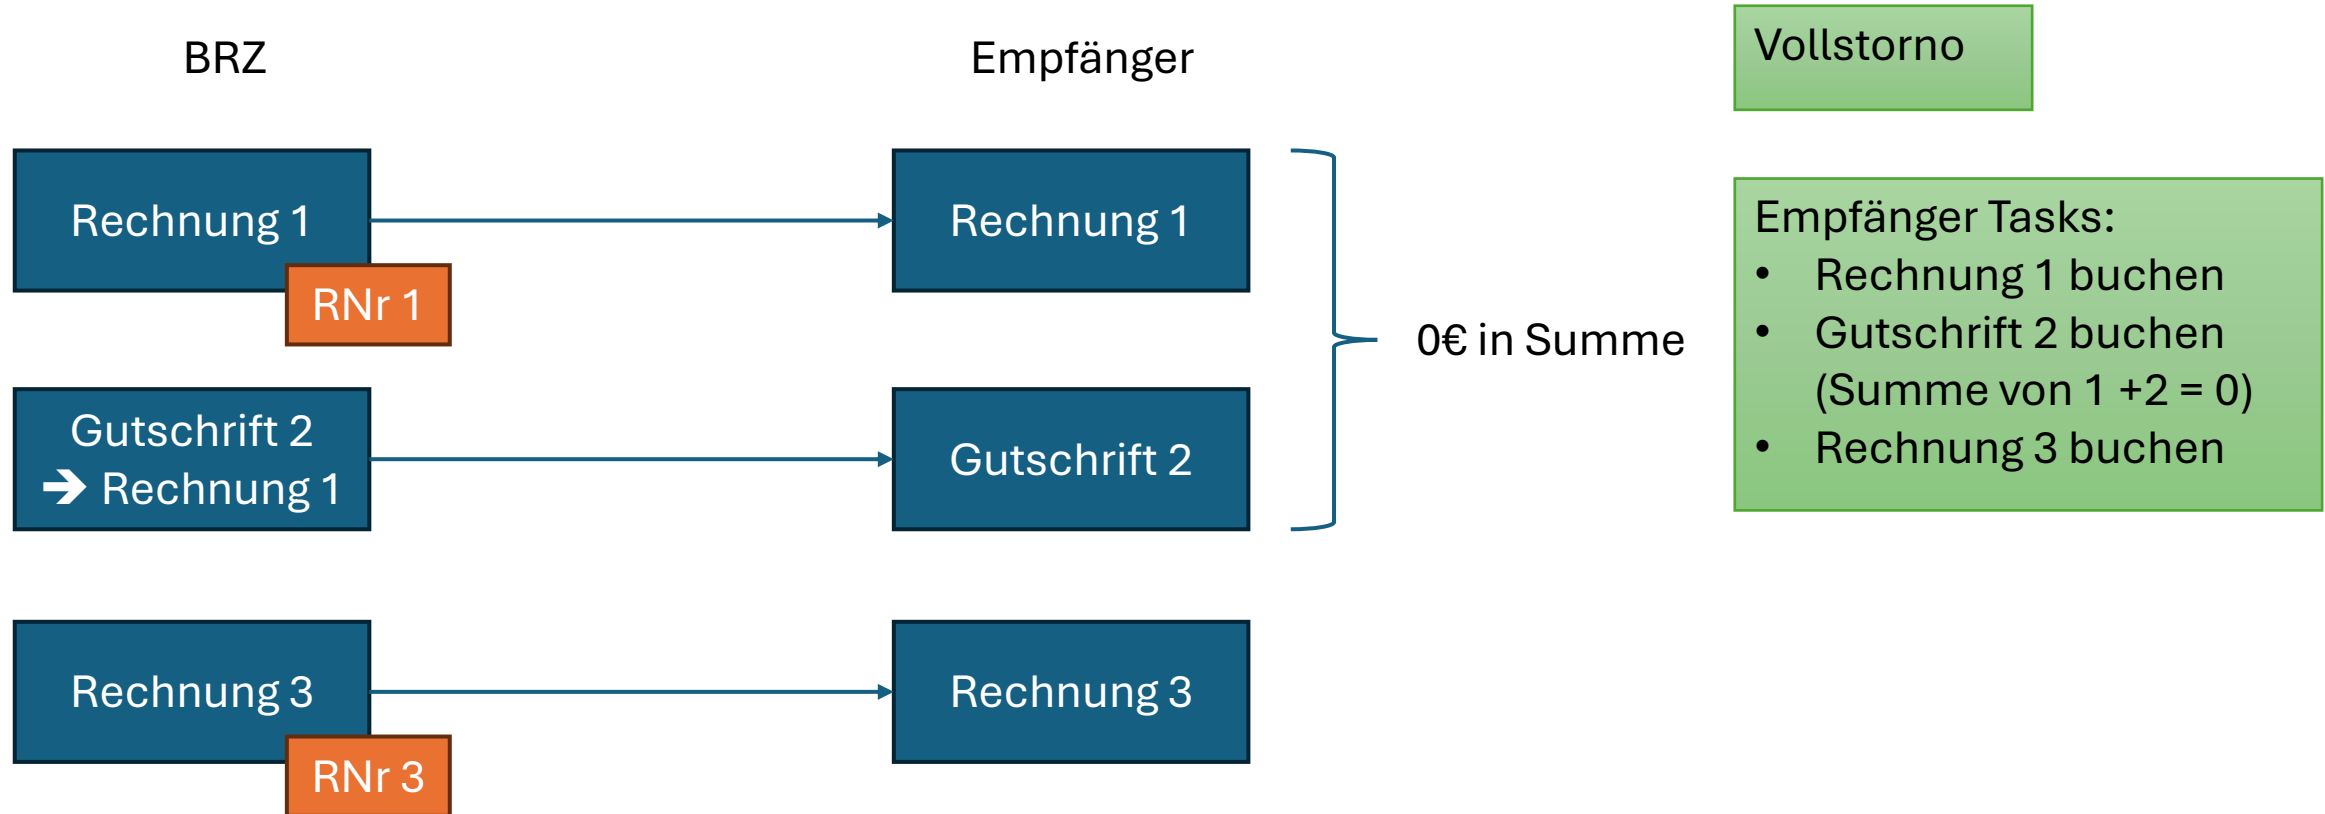 BRZ
Empfänger
Vollstorno
Rechnung 1
RNr 1
Rechnung 1
Gutschrift 2
➔ Rechnung 1
Gutschrift 2
0€ in Summe
Rechnung 3
RNr 3
Rechnung 3
Empfänger Tasks:
• Rechnung 1 buchen
• Gutschrift 2 buchen
(Summe von 1 +2 = 0)
• Rechnung 3 buchen